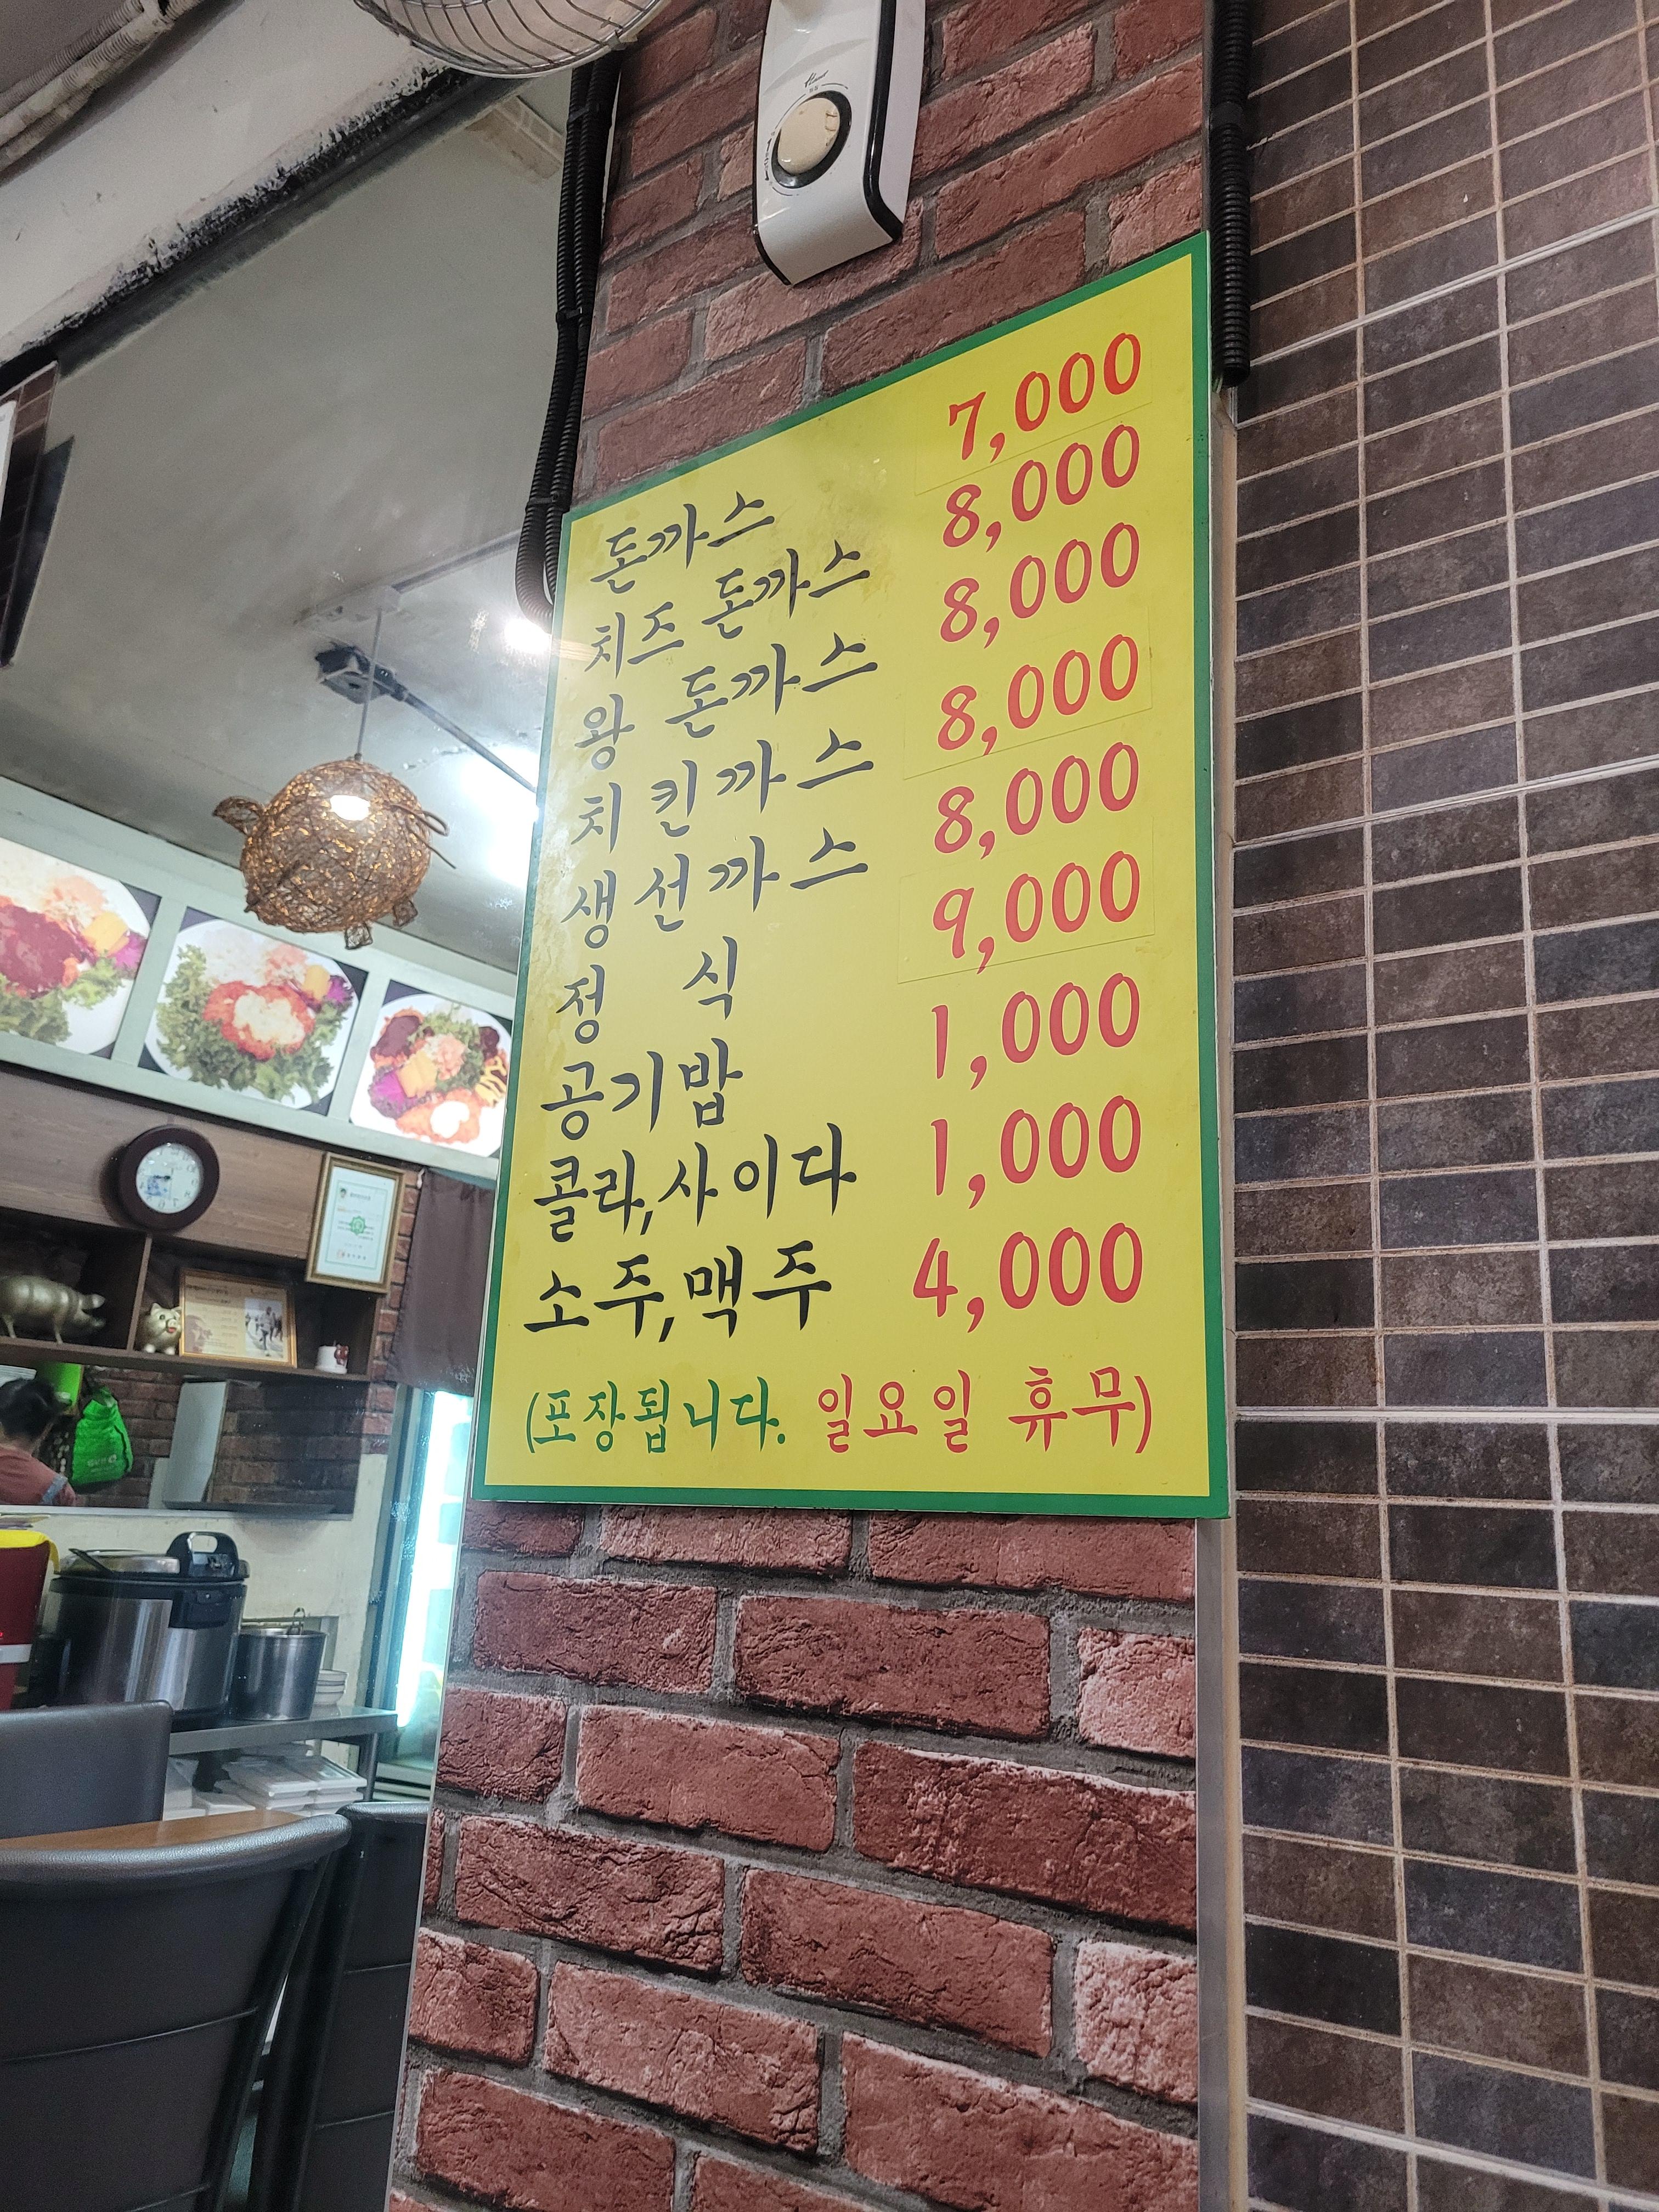 돈까스 7,000
치즈 돈까스 8,000
왕 돈까스 8,000
치킨까스 8,000
생선까스 8,000
정 식 9,000
공기밥 1,000
콜라,사이다 1,000
소주,맥주 4,000
(포장됩니다. 일요일 휴무)